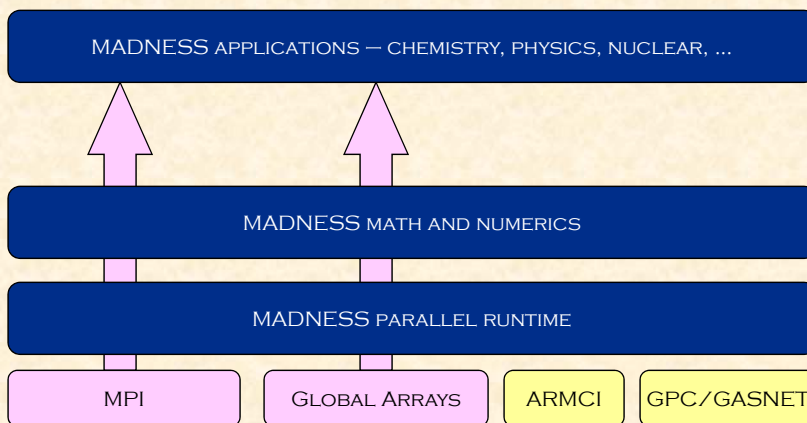 MADNESS APPLICATIONS – CHEMISTRY, PHYSICS, NUCLEAR, ...
MADNESS MATH AND NUMERICS
MADNESS PARALLEL RUNTIME
MPI
GLOBAL ARRAYS
ARMCI
GPC/GASNET